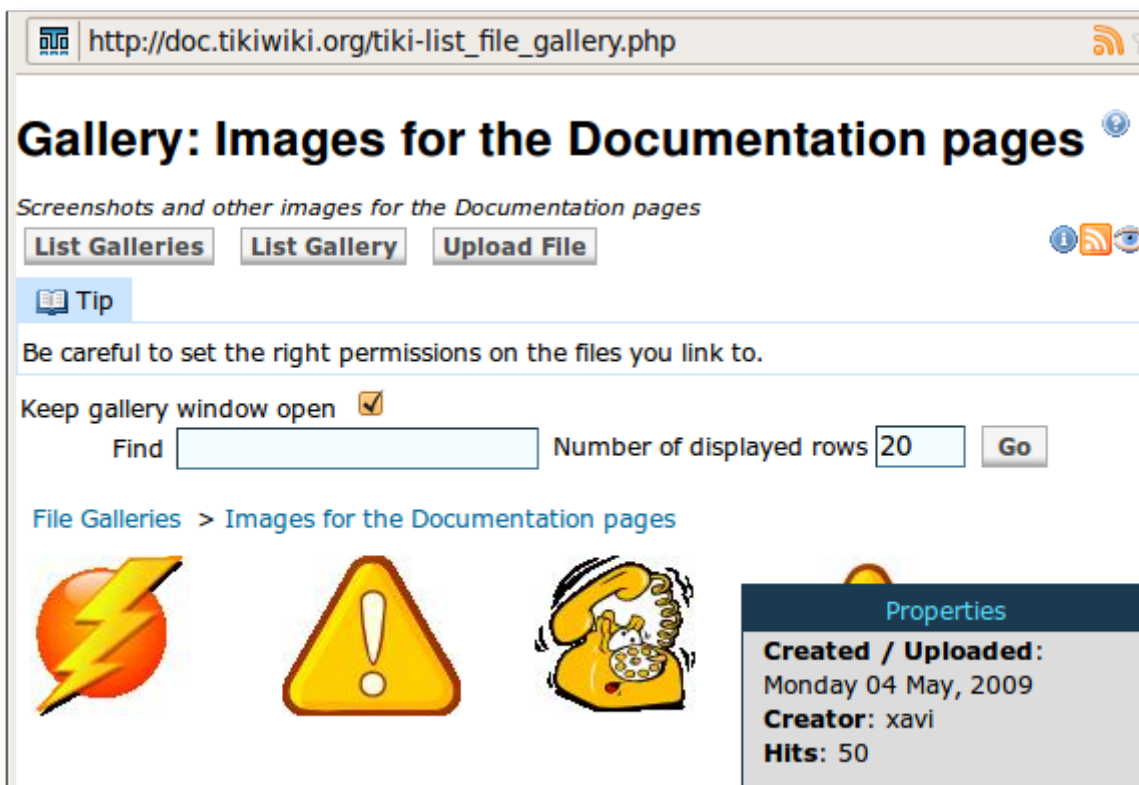 http://doc.tikiwiki.org/tiki-list_file_gallery.php
Gallery: Images for the Documentation pages
Screenshots and other images for the Documentation pages
List Galleries List Gallery Upload File
Tip
Be careful to set the right permissions on the files you link to.
Keep gallery window open
Find Number of displayed rows 20 Go
File Galleries > Images for the Documentation pages
Properties
Created / Uploaded:
Monday 04 May, 2009
Creator: xavi
Hits: 50